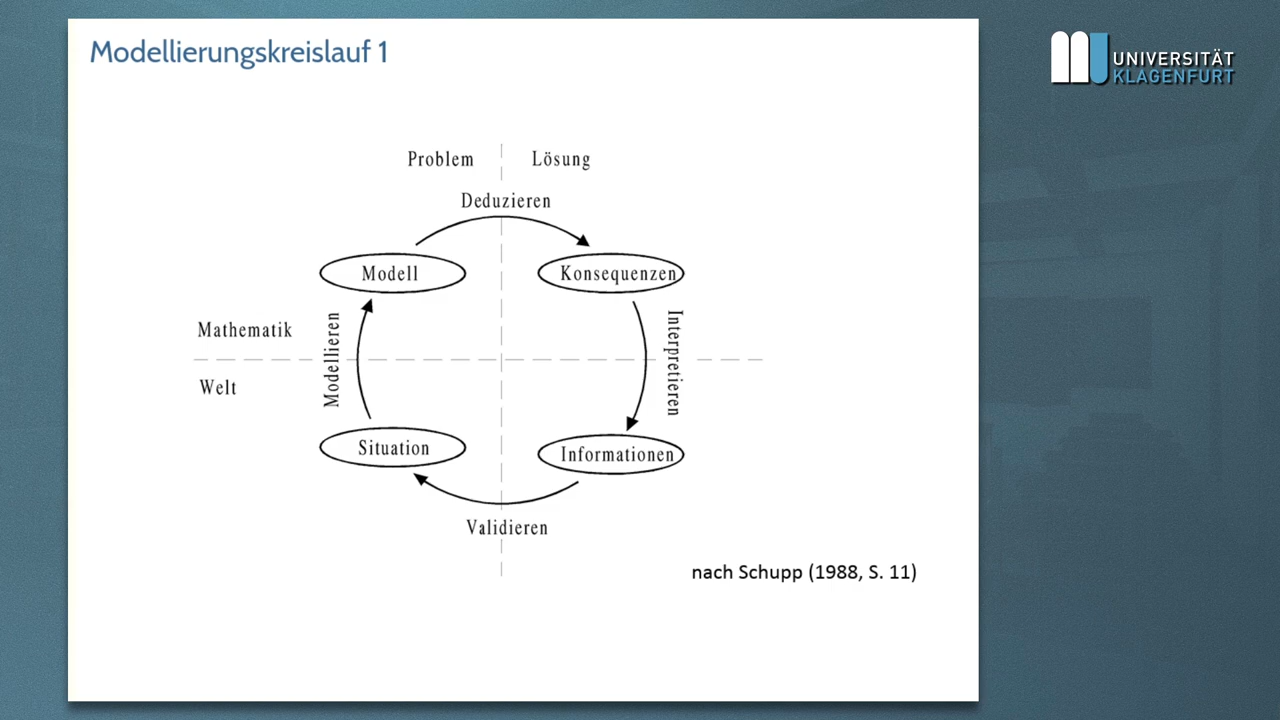 Modellierungskreislauf 1
UNIVERSITÄT
KLAGENFURT
Problem
Lösung
Deduzieren
Modell
Konsequenzen
Mathematik
Modellieren
Interpretieren
Welt
Situation
Informationen
Validieren
nach Schupp (1988, S. 11)